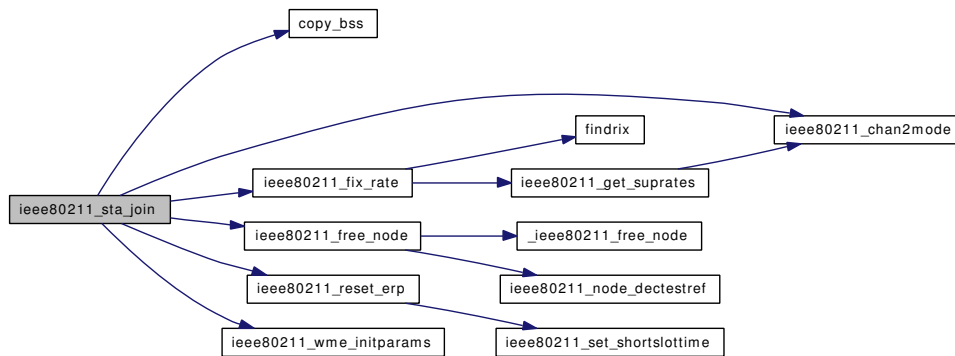 copy_bss
findrix
ieee80211_chan2mode
ieee80211_fix_rate
ieee80211_get_suprates
ieee80211_sta_join
ieee80211_free_node
_ieee80211_free_node
ieee80211_reset_erp
ieee80211_node_dectestref
ieee80211_wme_initparams
ieee80211_set_shortslottime